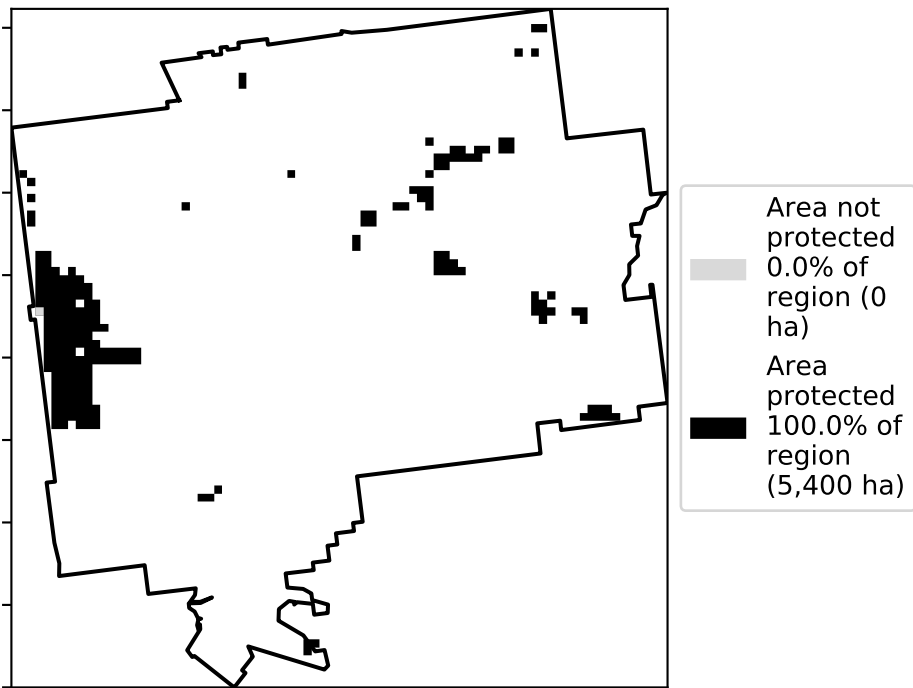 Area not
protected
0.0% of
region (0
ha)
Area
protected
100.0% of
region
(5,400 ha)